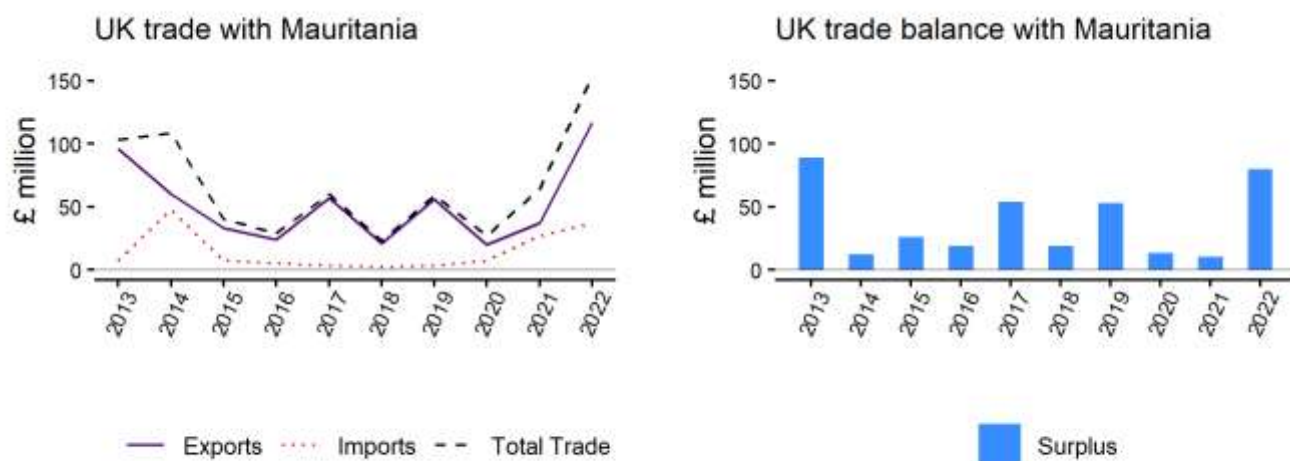 UK trade with Mauritania
150
100
50
0
£ million
2013 2014 2015 2016 2017 2018 2019 2020 2021 2022
Exports Imports Total Trade
UK trade balance with Mauritania
150
100
50
0
£ million
2013 2014 2015 2016 2017 2018 2019 2020 2021 2022
Surplus